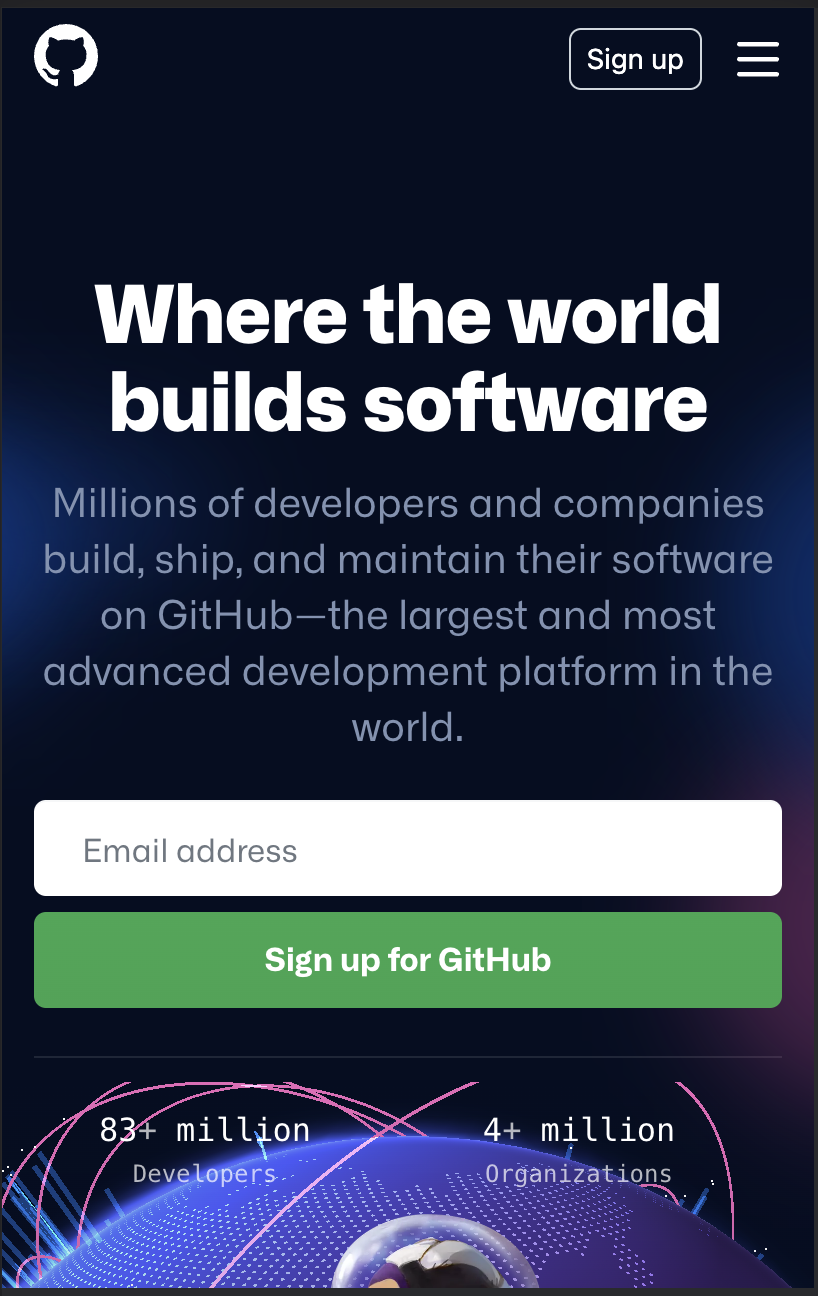 Sign up
Where the world
builds software
Millions of developers and companies
build, ship, and maintain their software
on GitHub—the largest and most
advanced development platform in the
world.
Email address
Sign up for GitHub
83+ million
Developers
4+ million
Organizations